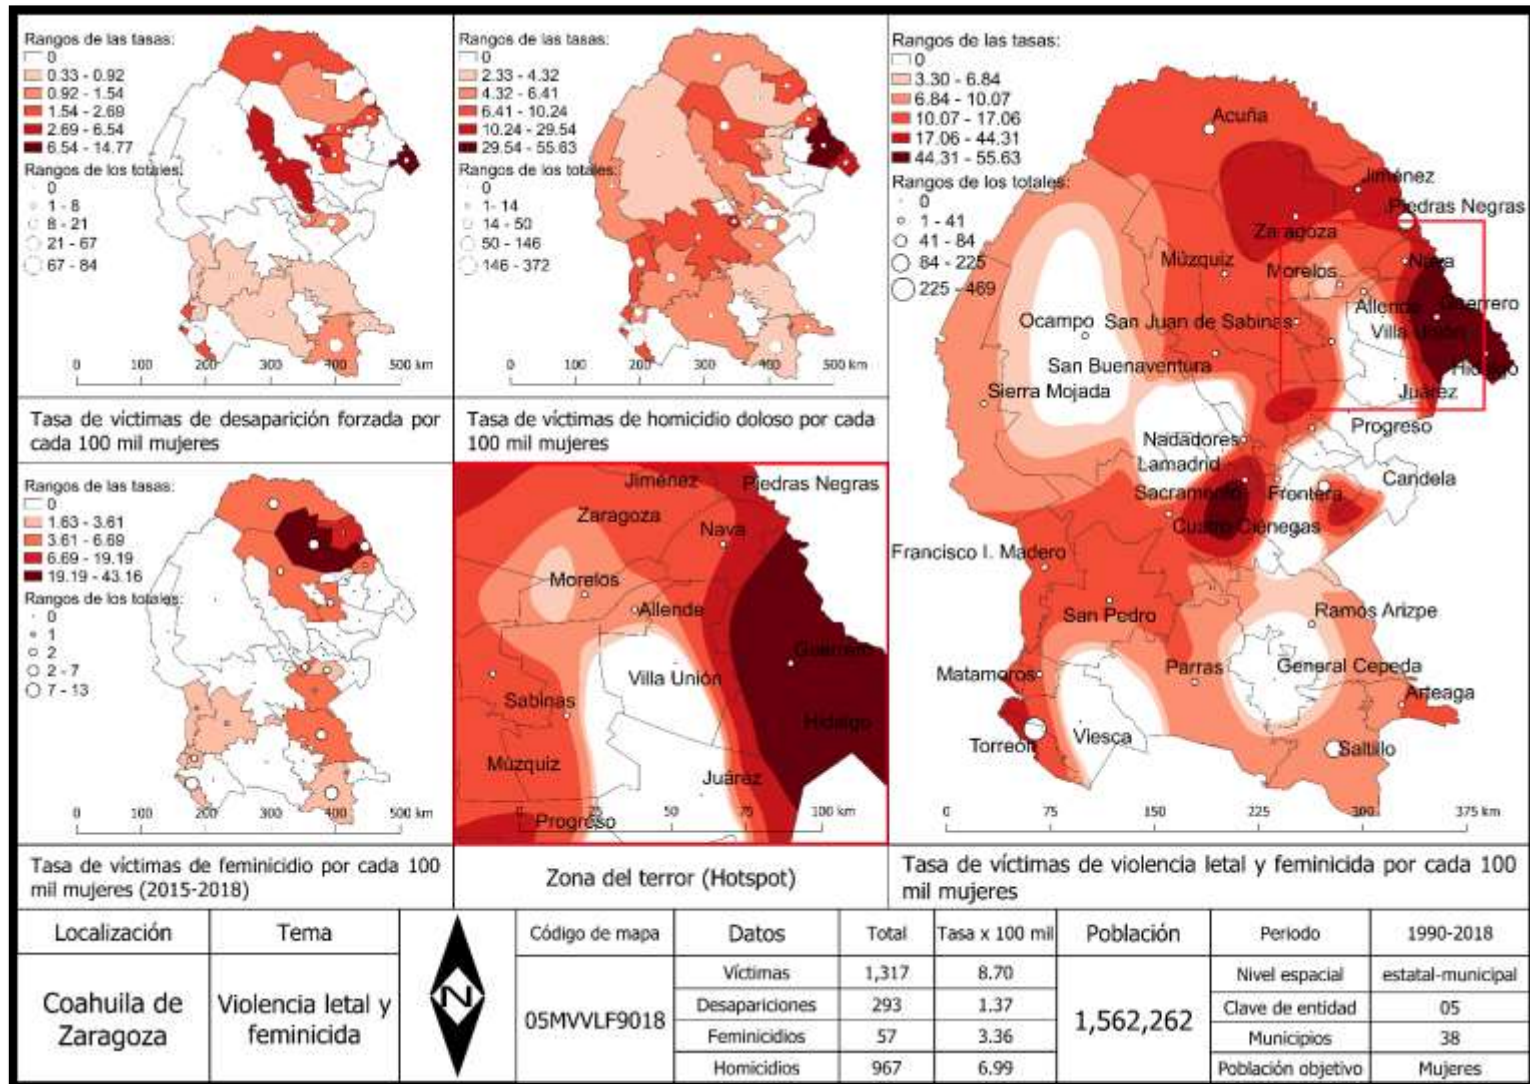 Rangos de las tasas:
0
0.33 - 0.92
0.92 - 1.54
1.54 - 2.69
2.69 - 6.54
6.54 - 14.77
Rangos de los totales:
0
1 - 8
8 - 21
21 - 67
67 - 84
0 100 200 300 400 500 km
Tasa de víctimas de desaparición forzada por
cada 100 mil mujeres
Rangos de las tasas:
0
2.33 - 4.32
4.32 - 6.41
6.41 - 10.24
10.24 - 29.54
29.54 - 55.63
Rangos de los totales:
0
1 - 14
14 - 50
50 - 146
146 - 372
0 100 200 300 400 500 km
Tasa de víctimas de homicidio doloso por cada
100 mil mujeres
Rangos de las tasas:
0
3.30 - 6.84
6.84 - 10.07
10.07 - 17.06
17.06 - 44.31
44.31 - 55.63
Rangos de los totales:
0
1 - 41
41 - 84
84 - 225
225 - 469
Acuña
Jiménez
Piedras Negras
Zaragoza
Múzquiz
Morelos
Nava
Allende
Guerrero
Ocampo
San Juan de Sabinas
Villa Unión
San Buenaventura
Hidalgo
Sierra Mojada
Juárez
Progreso
Nadadores
Lamadrid
Candela
Sacramento
Frontera
Cuatro Ciénegas
Francisco I. Madero
San Pedro
Ramos Arizpe
Matamoros
Parras
General Cepeda
Arteaga
Torreón
Viesca
Saltillo
0 75 150 225 300 375 km
Tasa de víctimas de violencia letal y feminicida por cada 100
mil mujeres
Rangos de las tasas:
0
1.63 - 3.61
3.61 - 6.69
6.69 - 19.19
19.19 - 43.16
Rangos de los totales:
0
1
2
2 - 7
7 - 13
0 100 200 300 400 500 km
Tasa de víctimas de feminicidio por cada 100
mil mujeres (2015-2018)
Jiménez
Piedras Negras
Zaragoza
Nava
Morelos
Allende
Guerrero
Villa Unión
Sabinas
Hidalgo
Múzquiz
Juárez
Progreso
0 25 50 75 100 km
Zona del terror (Hotspot)
Localización
Coahuila de
Zaragoza
Tema
Violencia letal y
feminicida
N
Código de mapa
05MVVLF9018
Datos Total Tasa x 100 mil
Víctimas 1,317 8.70
Desapariciones 293 1.37
Feminicidios 57 3.36
Homicidios 967 6.99
Población
1,562,262
Periodo 1990-2018
Nivel espacial estatal-municipal
Clave de entidad 05
Municipios 38
Población objetivo Mujeres